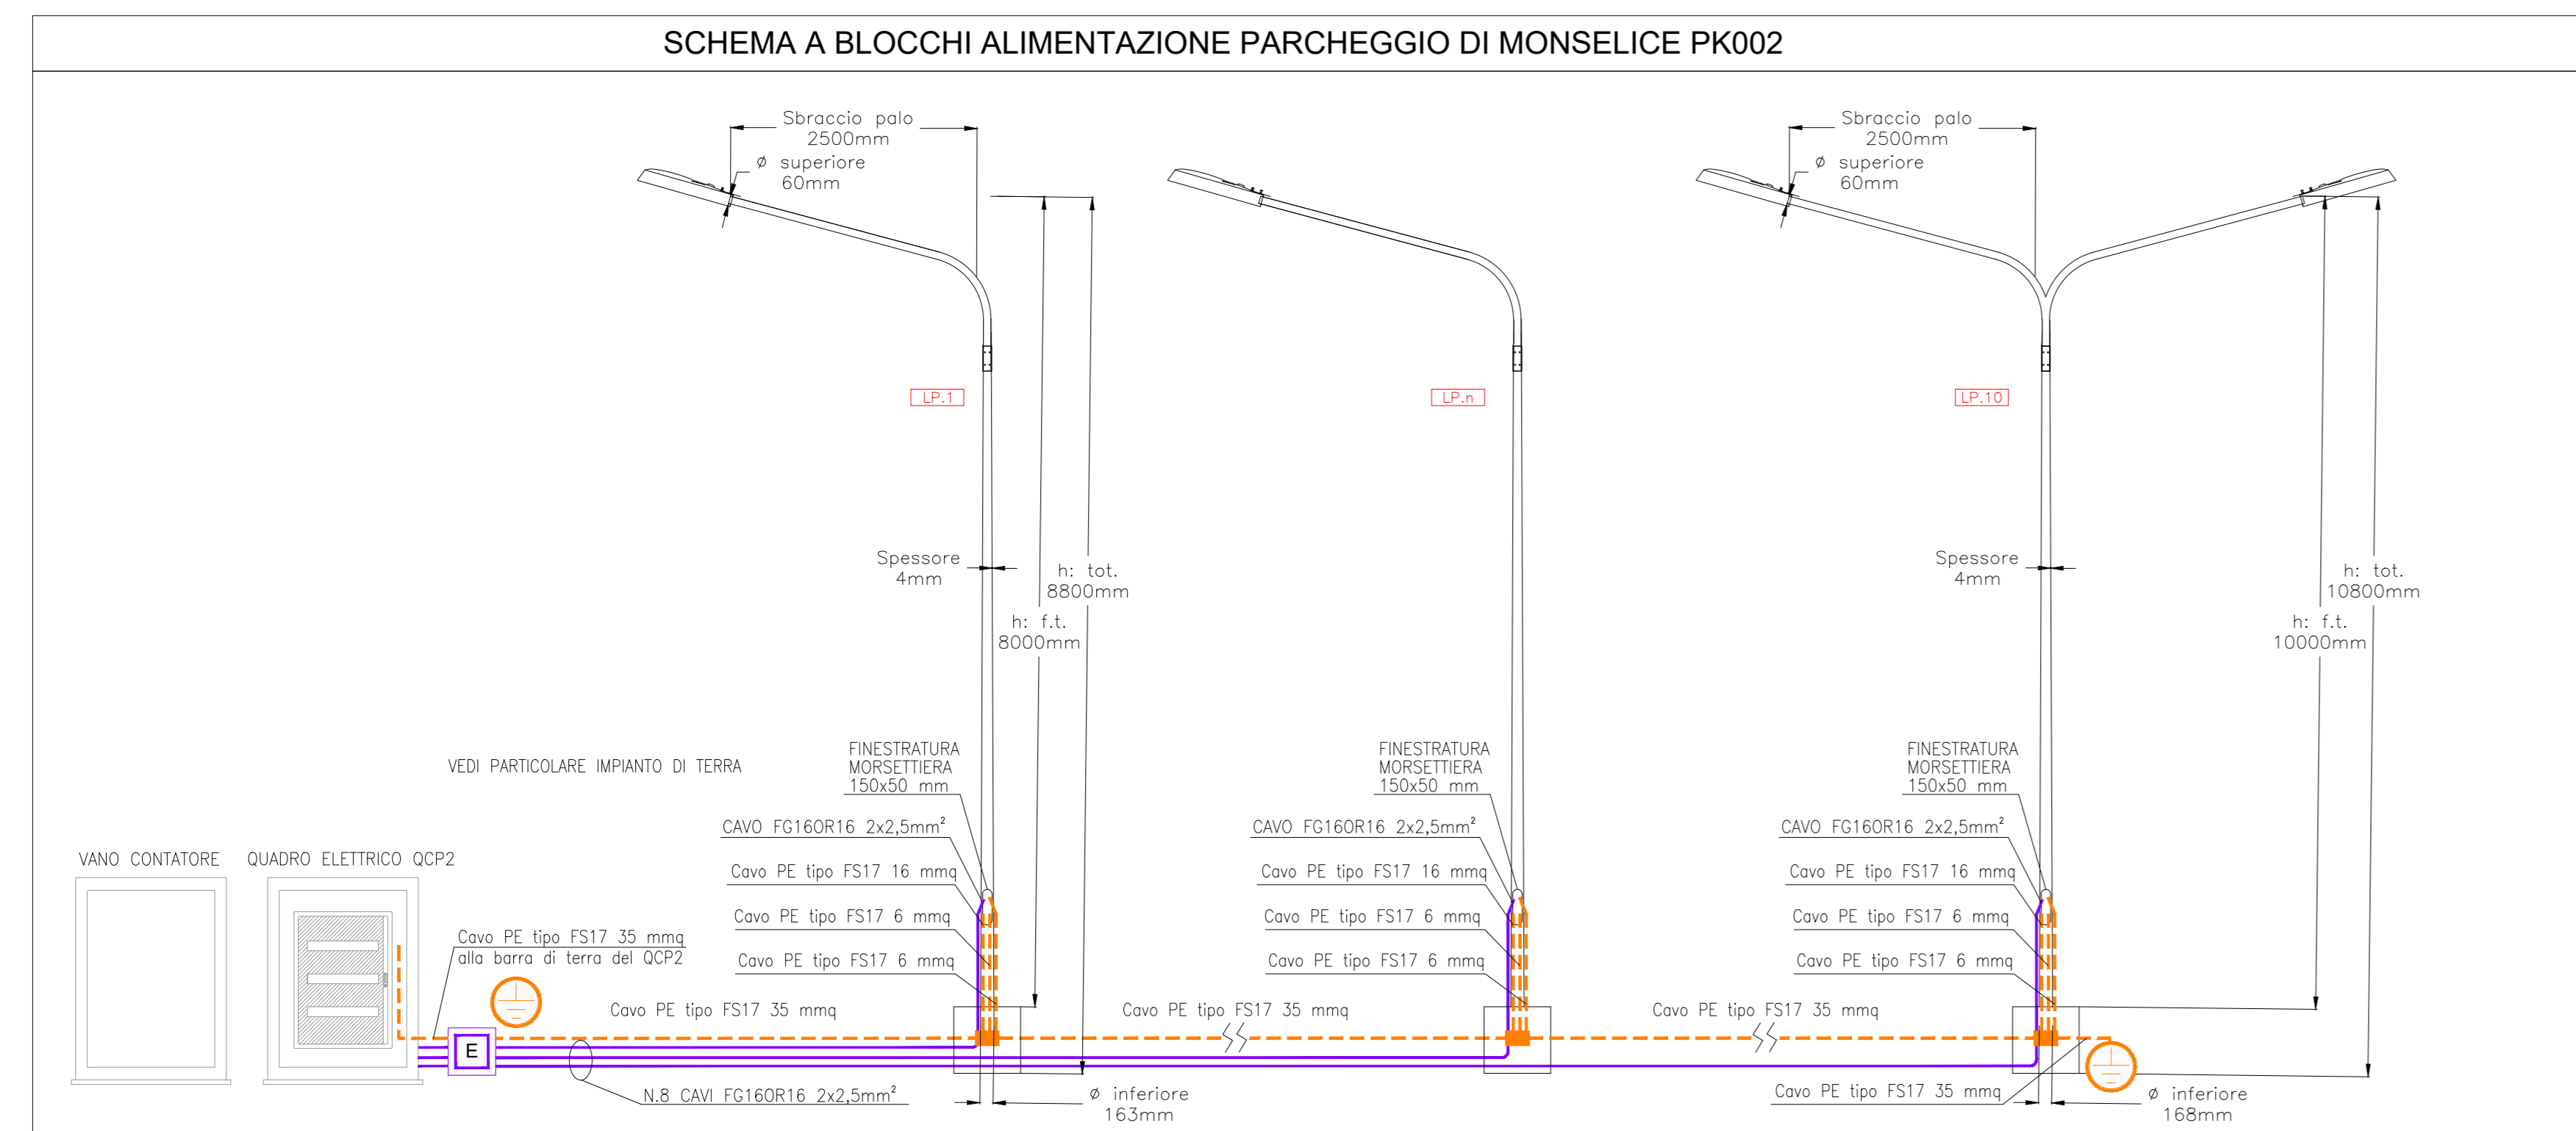 SCHEMA A BLOCCHI ALIMENTAZIONE PARCHEGGIO DI MONSELICE PK002
Sbraccio palo
2500mm
Ø superiore
60mm
Sbraccio palo
2500mm
Ø superiore
60mm
LP.1
LP.n
LP.10
Spessore
4mm
h: tot.
8800mm
h: f.t.
8000mm
Spessore
4mm
h: tot.
10800mm
h: f.t.
10000mm
VEDI PARTICOLARE IMPIANTO DI TERRA
FINESTRATURA
MORSETTIERA
150x50 mm
CAVO FG16OR16 2x2,5mm²
Cavo PE tipo FS17 16 mmq
Cavo PE tipo FS17 6 mmq
Cavo PE tipo FS17 6 mmq
FINESTRATURA
MORSETTIERA
150x50 mm
CAVO FG16OR16 2x2,5mm²
Cavo PE tipo FS17 16 mmq
Cavo PE tipo FS17 6 mmq
Cavo PE tipo FS17 6 mmq
FINESTRATURA
MORSETTIERA
150x50 mm
CAVO FG16OR16 2x2,5mm²
Cavo PE tipo FS17 16 mmq
Cavo PE tipo FS17 6 mmq
Cavo PE tipo FS17 6 mmq
VANO CONTATORE
QUADRO ELETTRICO QCP2
Cavo PE tipo FS17 35 mmq
alla barra di terra del QCP2
Cavo PE tipo FS17 35 mmq
Cavo PE tipo FS17 35 mmq
Cavo PE tipo FS17 35 mmq
E
N.8 CAVI FG16OR16 2x2,5mm²
Ø inferiore
163mm
Cavo PE tipo FS17 35 mmq
Ø inferiore
168mm